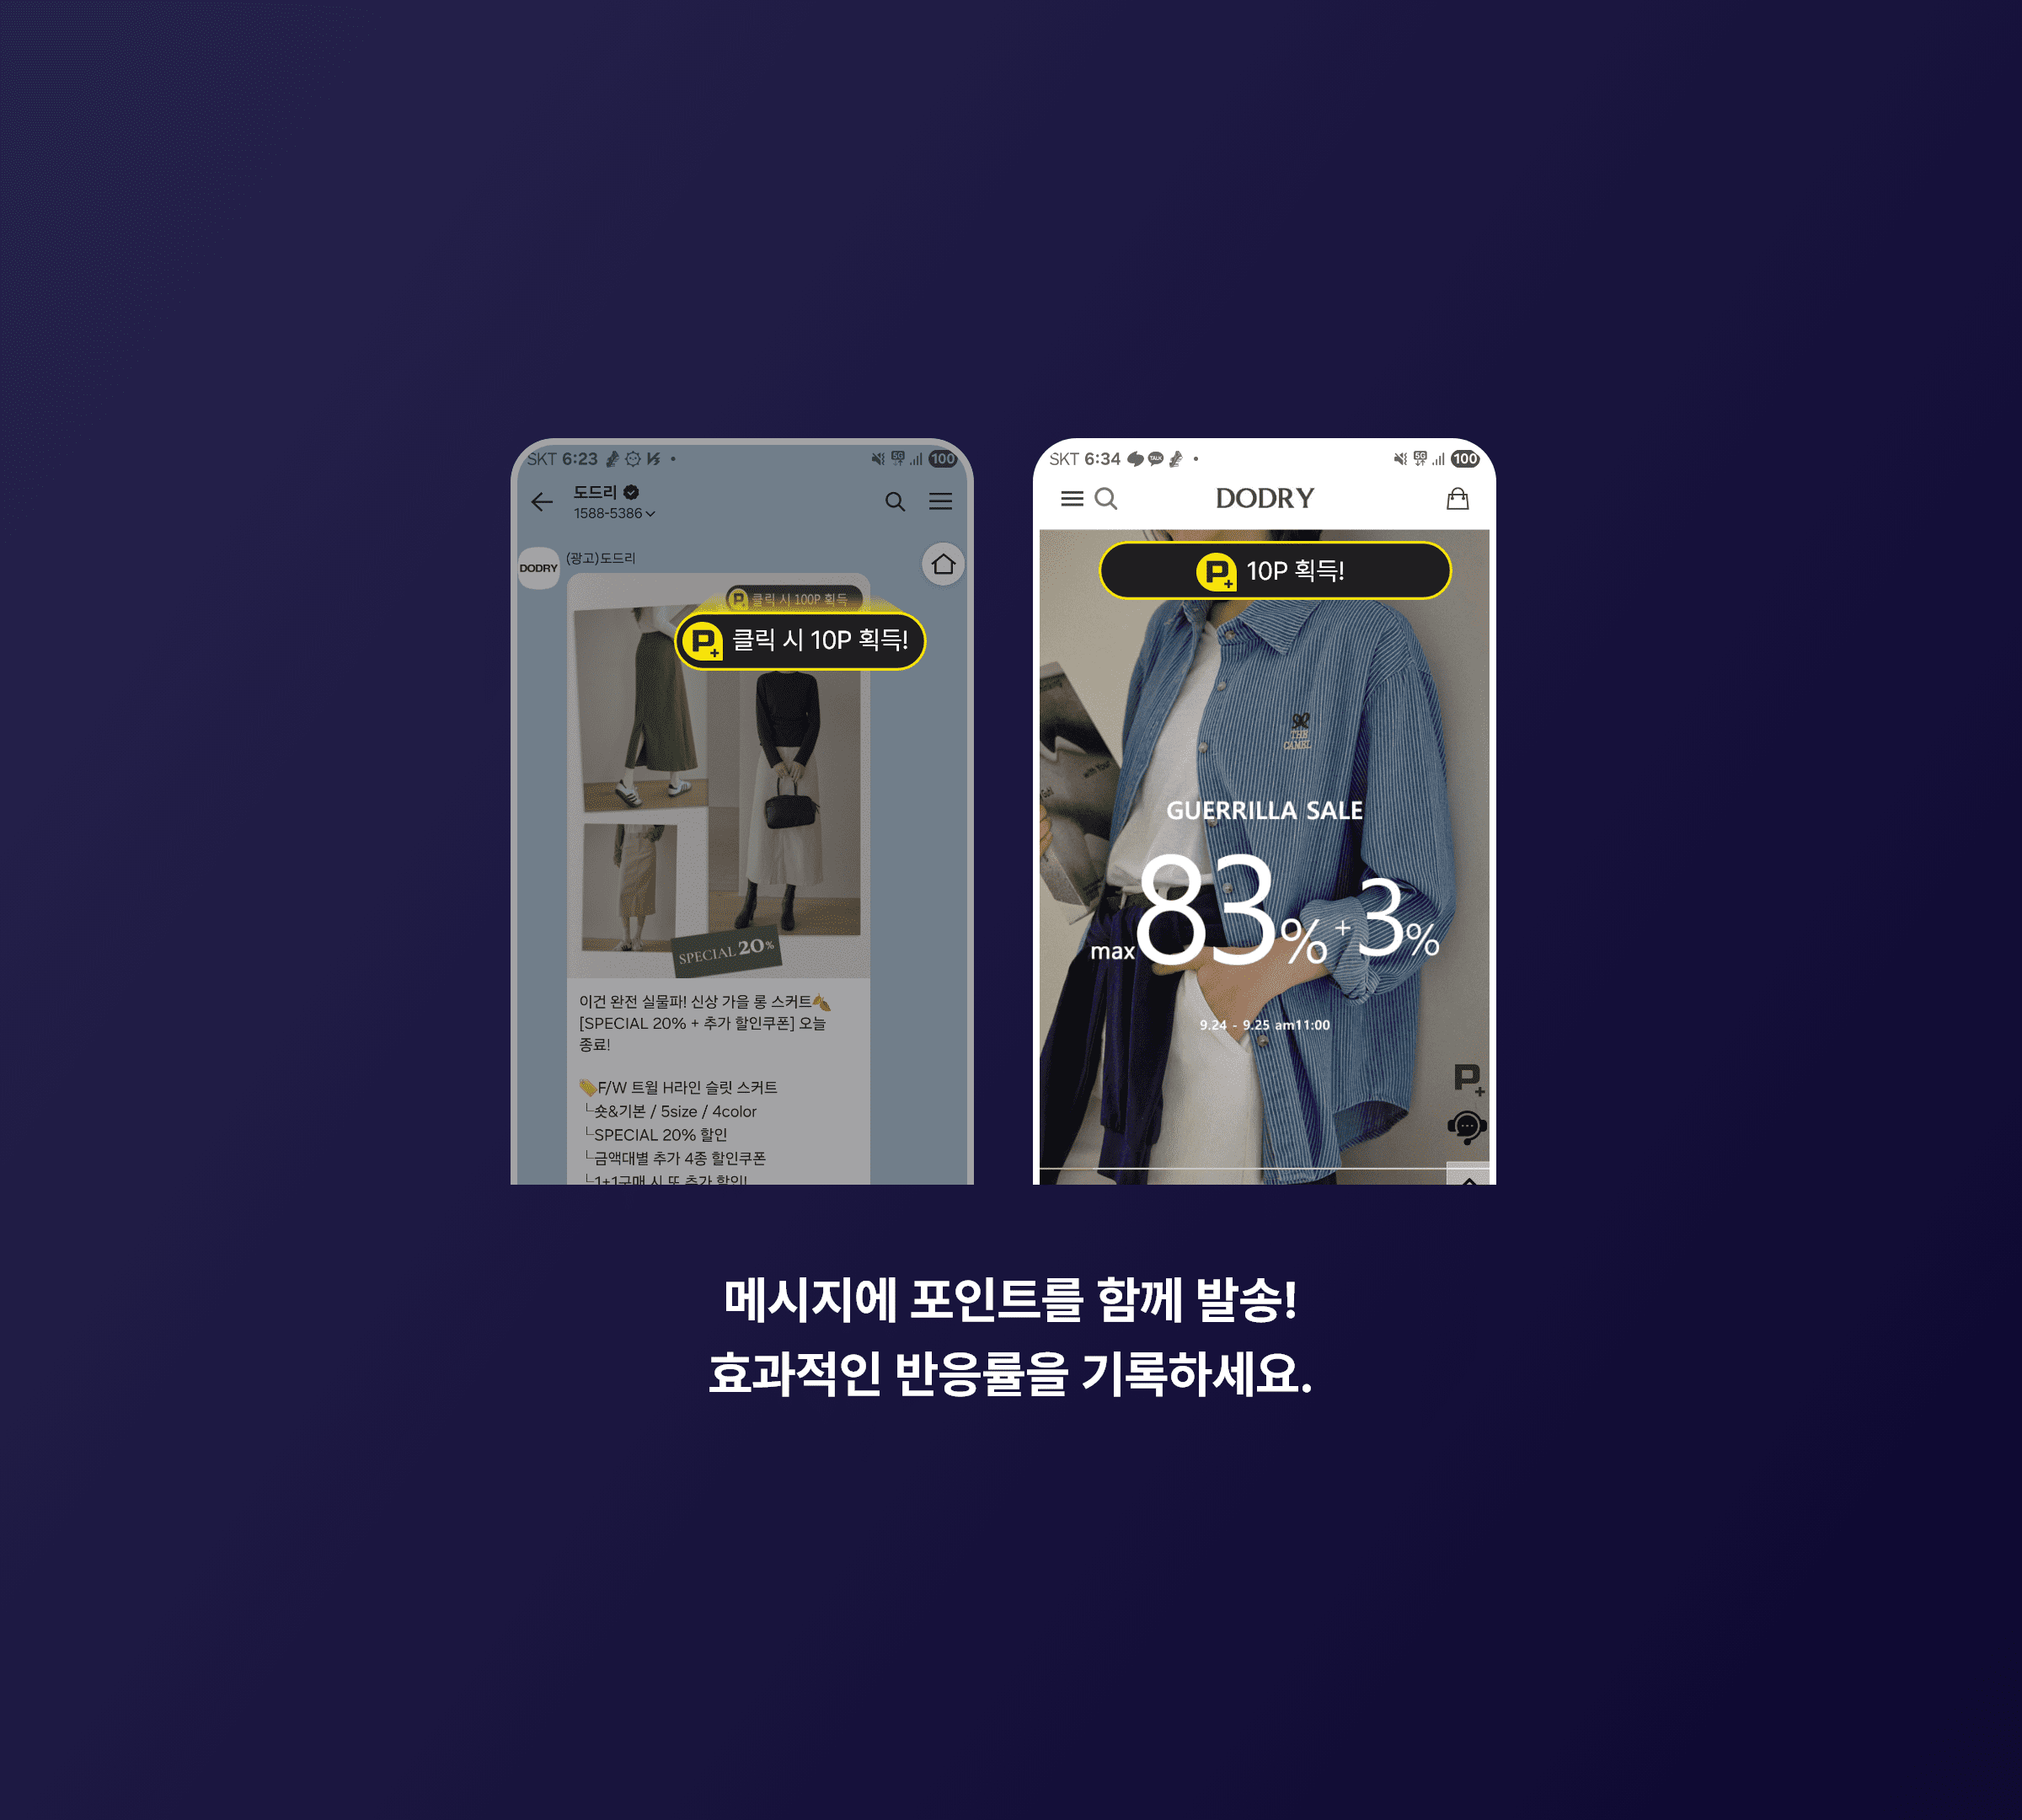 SKT 6:23
100
도드리
1588-5386
DODRY
(광고)도드리
P 클릭 시 100P 획득
P+ 클릭 시 10P 획득!
SPECIAL 20%
이건 완전 실물파! 신상 가을 롱 스커트
[SPECIAL 20% + 추가 할인쿠폰] 오늘
종료!
F/W 트윌 H라인 슬릿 스커트
└숏&기본 / 5size / 4color
└SPECIAL 20% 할인
└금액대별 추가 4종 할인쿠폰
└1+1구매 시 또 추가 할인!
SKT 6:34
TALK
5G
100
DODRY
P+ 10P 획득!
THE
CAMEL
GUERRILLA SALE
max 83% + 3%
9.24 - 9.25 am11:00
P+
메시지에 포인트를 함께 발송!
효과적인 반응률을 기록하세요.